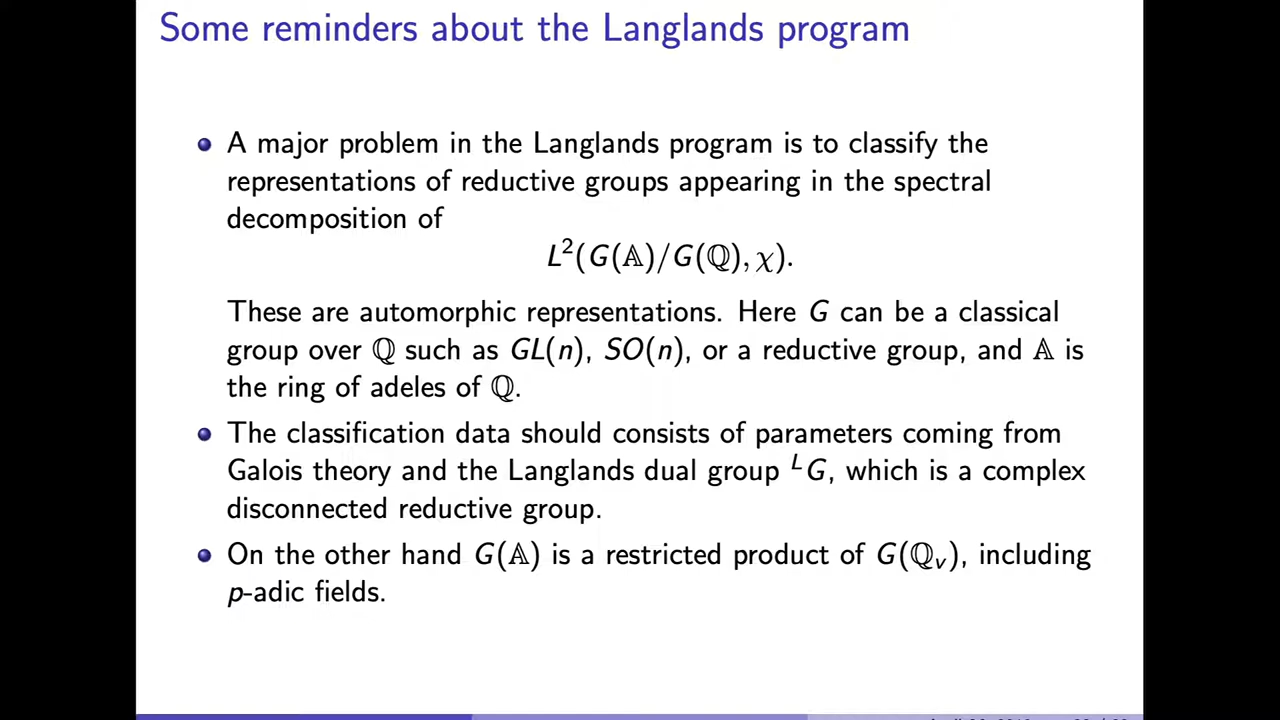 Some reminders about the Langlands program
A major problem in the Langlands program is to classify the
representations of reductive groups appearing in the spectral
decomposition of
L²(G(𝔸)/G(ℚ), χ).
These are automorphic representations. Here G can be a classical
group over ℚ such as GL(n), SO(n), or a reductive group, and 𝔸 is
the ring of adeles of ℚ.
The classification data should consists of parameters coming from
Galois theory and the Langlands dual group ᴸG, which is a complex
disconnected reductive group.
On the other hand G(𝔸) is a restricted product of G(ℚᵥ), including
p-adic fields.